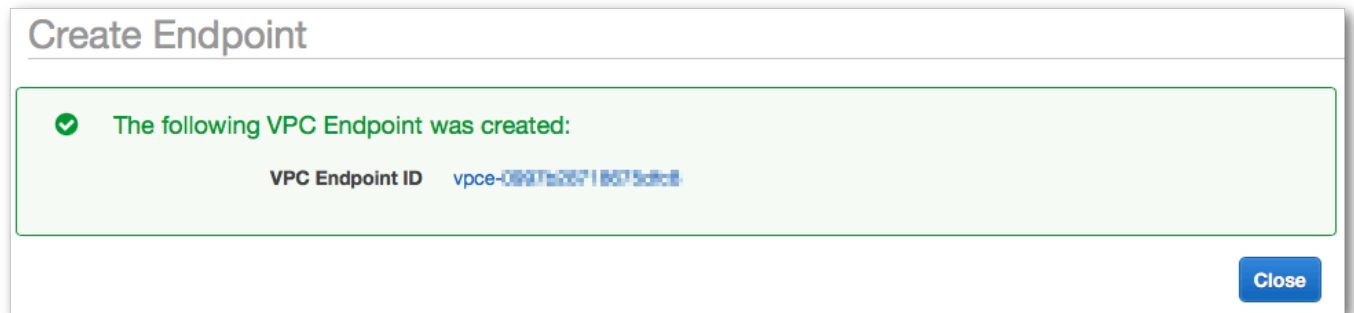 Create Endpoint
The following VPC Endpoint was created:
VPC Endpoint ID vpce-
Close